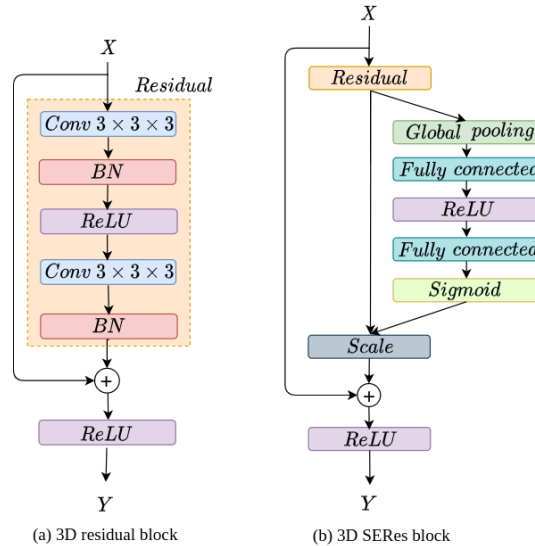 X
Residual
Conv 3 × 3 × 3
BN
ReLU
Conv 3 × 3 × 3
BN
+
ReLU
Y
(a) 3D residual block
X
Residual
Global pooling
Fully connected
ReLU
Fully connected
Sigmoid
Scale
+
ReLU
Y
(b) 3D SERes block